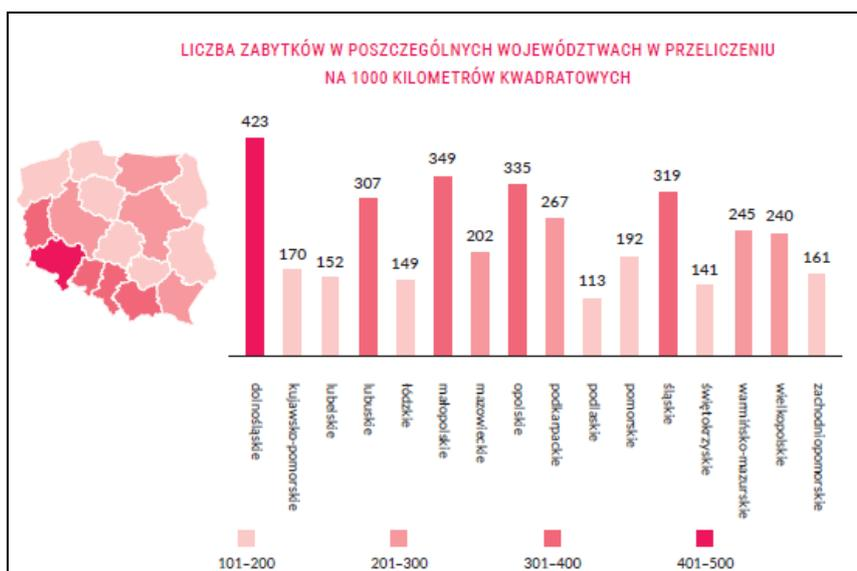 LICZBA ZABYTKÓW W POSZCZEGÓLNYCH WOJEWÓDZTWACH W PRZELICZENIU
NA 1000 KILOMETRÓW KWADRATOWYCH
423
170
152
307
149
349
202
335
267
113
192
319
141
245
240
161
dolnośląskie
kujawsko-pomorskie
lubelskie
lubuskie
łódzkie
małopolskie
mazowieckie
opolskie
podkarpackie
podlaskie
pomorskie
śląskie
świętokrzyskie
warmińsko-mazurskie
wielkopolskie
zachodniopomorskie
101–200
201–300
301–400
401–500